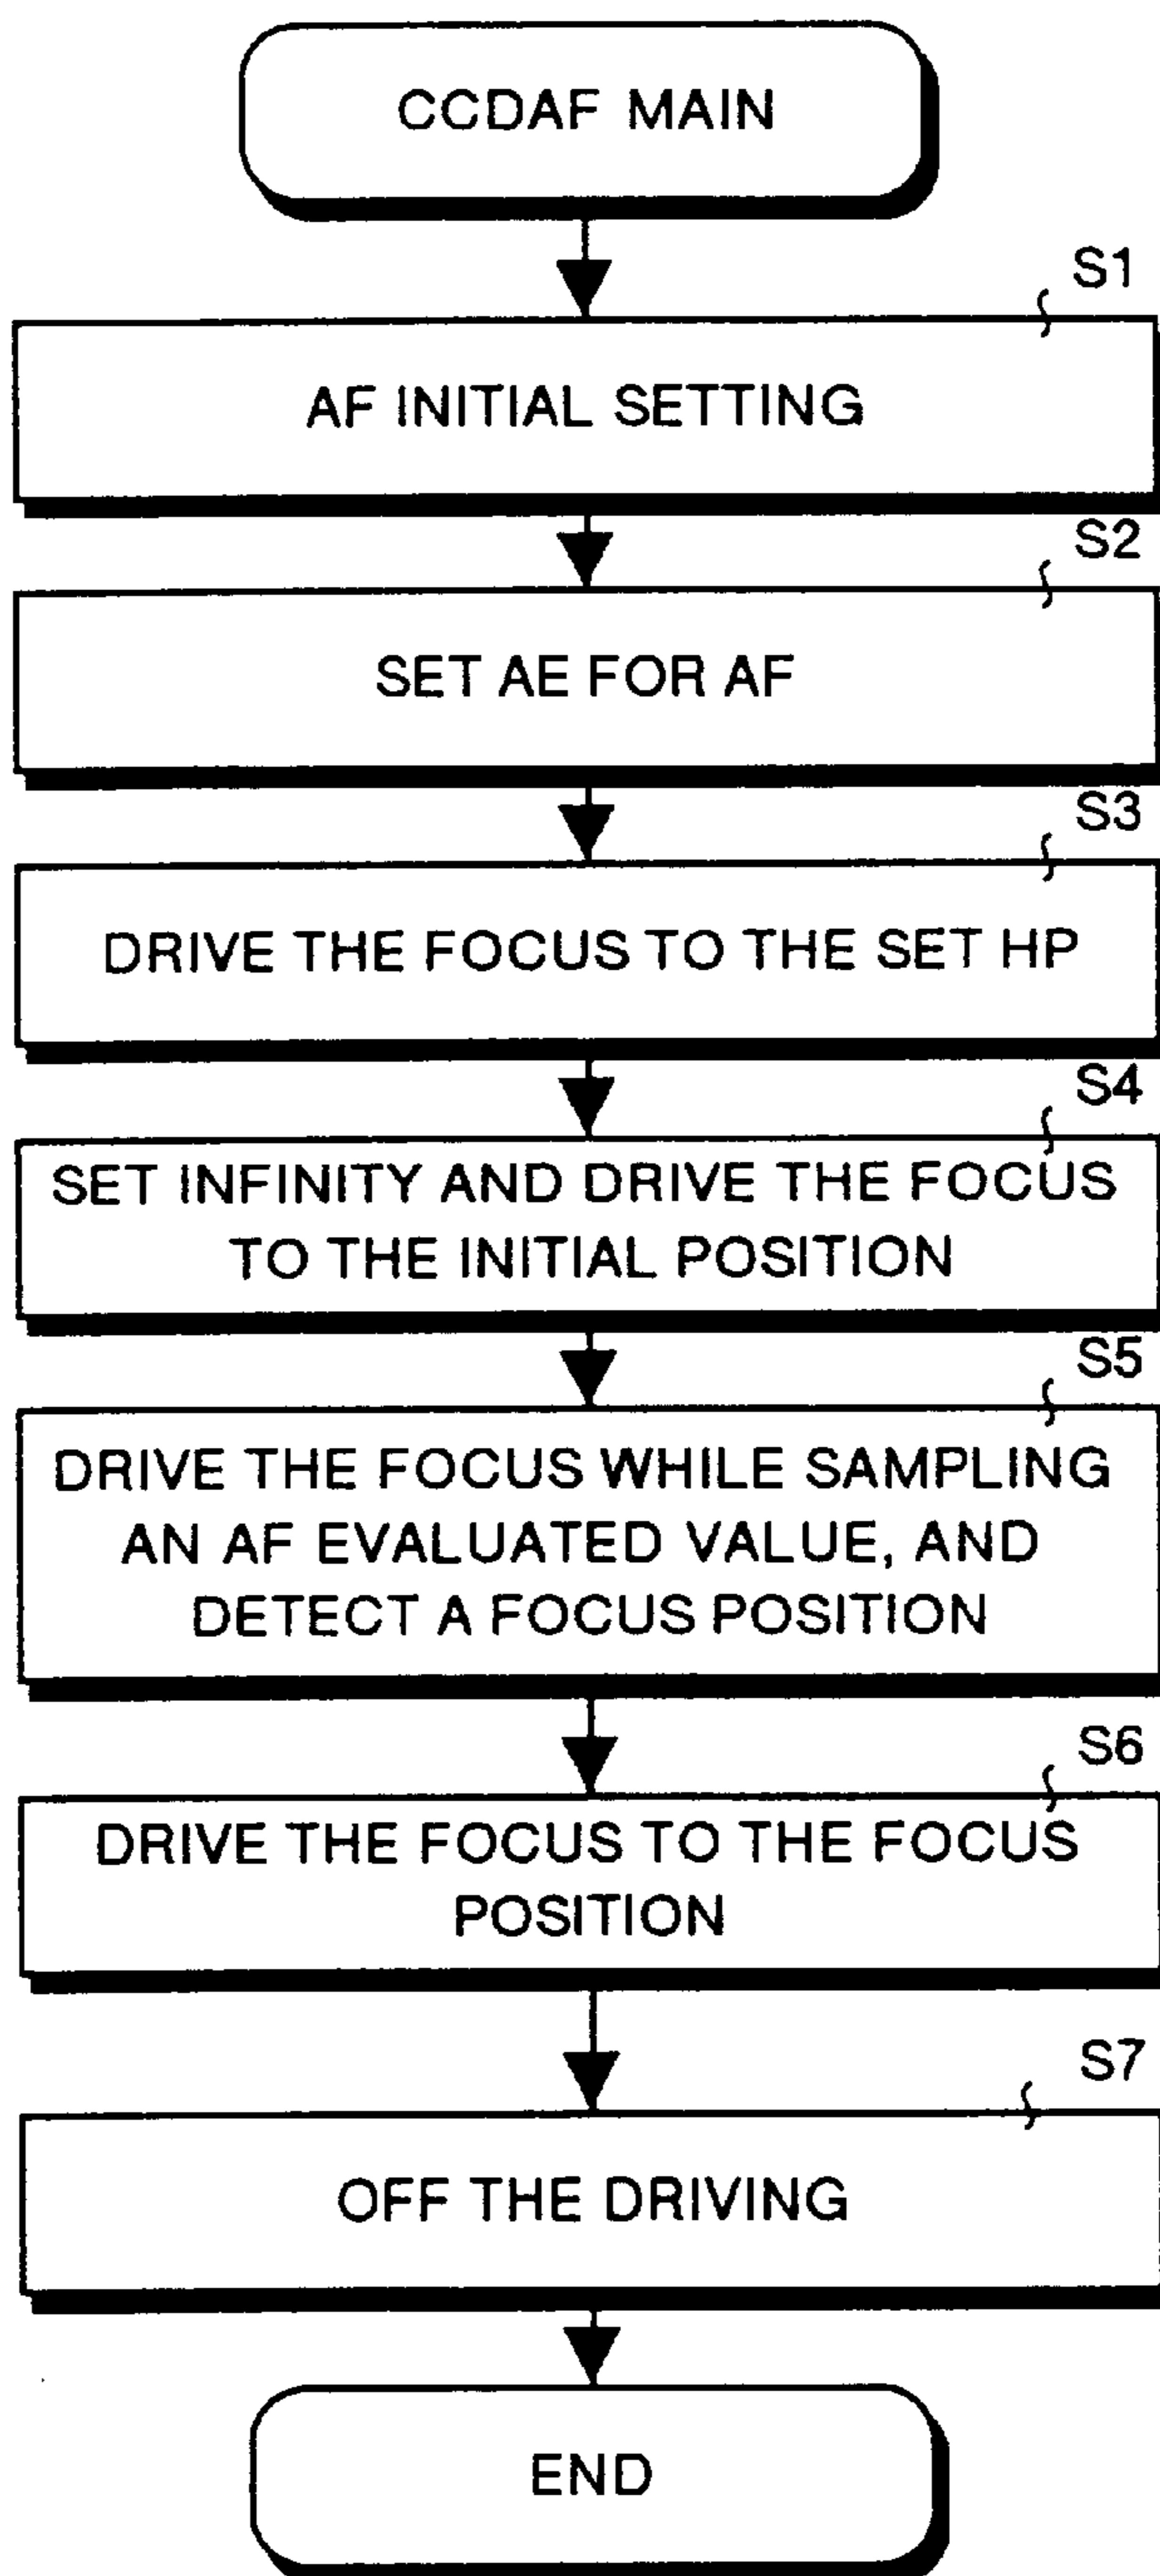 CCDAF MAIN
S1
AF INITIAL SETTING
S2
SET AE FOR AF
S3
DRIVE THE FOCUS TO THE SET HP
S4
SET INFINITY AND DRIVE THE FOCUS
TO THE INITIAL POSITION
S5
DRIVE THE FOCUS WHILE SAMPLING
AN AF EVALUATED VALUE, AND
DETECT A FOCUS POSITION
S6
DRIVE THE FOCUS TO THE FOCUS
POSITION
S7
OFF THE DRIVING
END